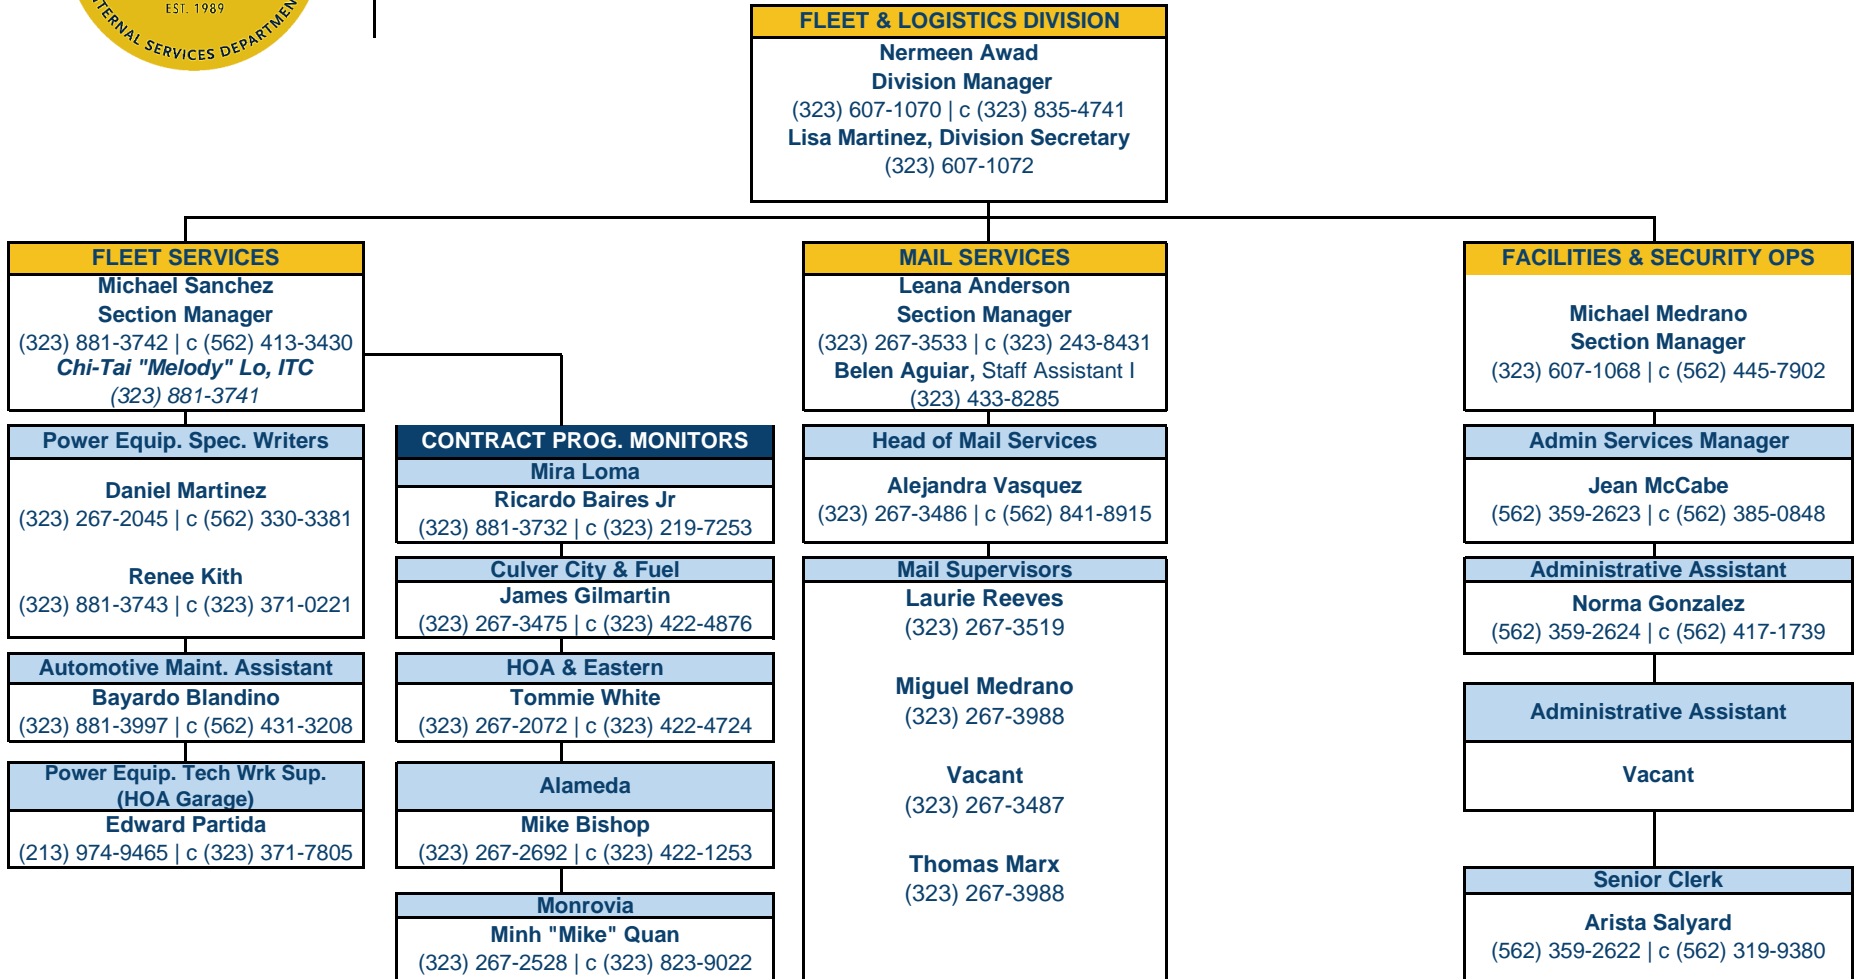 EST. 1989
INTERNAL SERVICES DEPARTMENT
FLEET & LOGISTICS DIVISION
Nermeen Awad
Division Manager
(323) 607-1070 | c (323) 835-4741
Lisa Martinez, Division Secretary
(323) 607-1072
FLEET SERVICES
Michael Sanchez
Section Manager
(323) 881-3742 | c (562) 413-3430
Chi-Tai "Melody" Lo, ITC
(323) 881-3741
Power Equip. Spec. Writers
Daniel Martinez
(323) 267-2045 | c (562) 330-3381
Renee Kith
(323) 881-3743 | c (323) 371-0221
Automotive Maint. Assistant
Bayardo Blandino
(323) 881-3997 | c (562) 431-3208
Power Equip. Tech Wrk Sup.
(HOA Garage)
Edward Partida
(213) 974-9465 | c (323) 371-7805
CONTRACT PROG. MONITORS
Mira Loma
Ricardo Baires Jr
(323) 881-3732 | c (323) 219-7253
Culver City & Fuel
James Gilmartin
(323) 267-3475 | c (323) 422-4876
HOA & Eastern
Tommie White
(323) 267-2072 | c (323) 422-4724
Alameda
Mike Bishop
(323) 267-2692 | c (323) 422-1253
Monrovia
Minh "Mike" Quan
(323) 267-2528 | c (323) 823-9022
MAIL SERVICES
Leana Anderson
Section Manager
(323) 267-3533 | c (323) 243-8431
Belen Aguiar, Staff Assistant I
(323) 433-8285
Head of Mail Services
Alejandra Vasquez
(323) 267-3486 | c (562) 841-8915
Mail Supervisors
Laurie Reeves
(323) 267-3519
Miguel Medrano
(323) 267-3988
Vacant
(323) 267-3487
Thomas Marx
(323) 267-3988
FACILITIES & SECURITY OPS
Michael Medrano
Section Manager
(323) 607-1068 | c (562) 445-7902
Admin Services Manager
Jean McCabe
(562) 359-2623 | c (562) 385-0848
Administrative Assistant
Norma Gonzalez
(562) 359-2624 | c (562) 417-1739
Administrative Assistant
Vacant
Senior Clerk
Arista Salyard
(562) 359-2622 | c (562) 319-9380